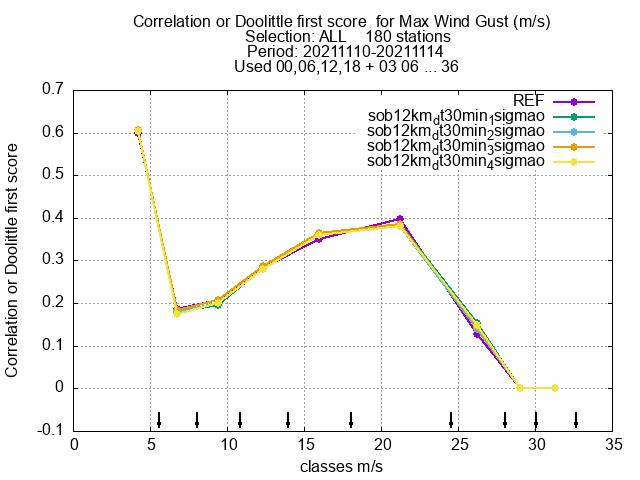 Correlation or Doolittle first score  for Max Wind Gust (m/s)
Selection: ALL    180 stations
Period: 20211110-20211114
Used 00,06,12,18 + 03 06 ... 36
REF
sob12km_dt30min_1sigmao
sob12km_dt30min_2sigmao
sob12km_dt30min_3sigmao
sob12km_dt30min_4sigmao
Correlation or Doolittle first score
0.7
0.6
0.5
0.4
0.3
0.2
0.1
0
-0.1
0 5 10 15 20 25 30 35
classes m/s